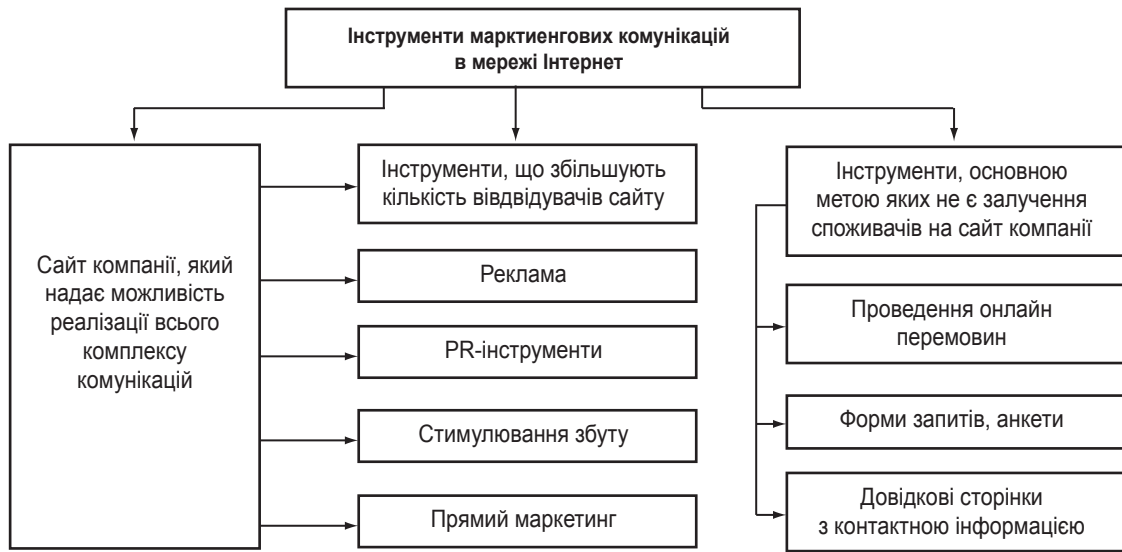 Інструменти марктиенгових комунікацій
в мережі Інтернет
Сайт компанії, який
надає можливість
реалізації всього
комплексу
комунікацій
Інструменти, що збільшують
кількість вівдвідувачів сайту
Реклама
PR-інструменти
Стимулювання збуту
Прямий маркетинг
Інструменти, основною
метою яких не є залучення
споживачів на сайт компанії
Проведення онлайн
перемовин
Форми запитів, анкети
Довідкові сторінки
з контактною інформацією